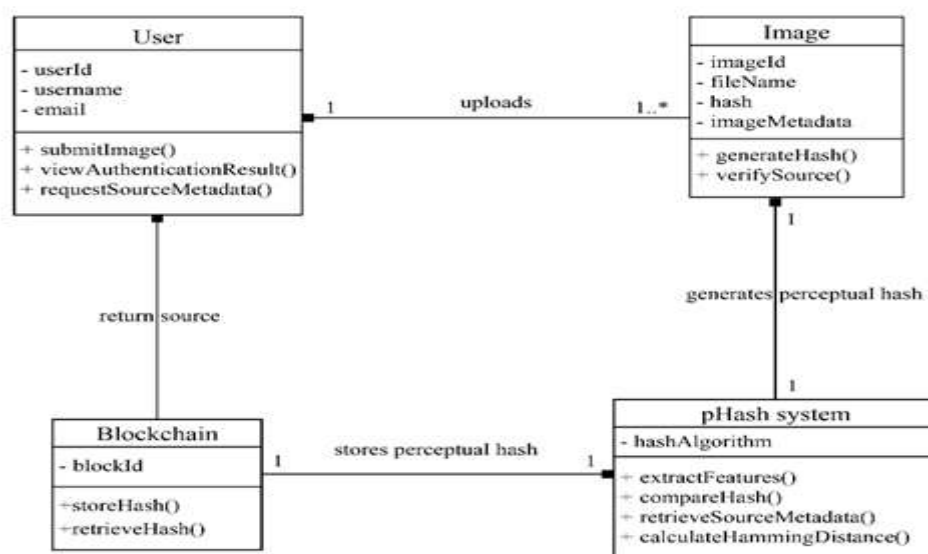 User
- userId
- username
- email
+ submitImage()
+ viewAuthenticationResult()
+ requestSourceMetadata()
1
uploads
1..*
Image
- imageId
- fileName
- hash
- imageMetadata
+ generateHash()
+ verifySource()
1
generates perceptual hash
1
return source
Blockchain
- blockId
+storeHash()
+retrieveHash()
1
stores perceptual hash
1
pHash system
- hashAlgorithm
+ extractFeatures()
+ compareHash()
+ retrieveSourceMetadata()
+ calculateHammingDistance()